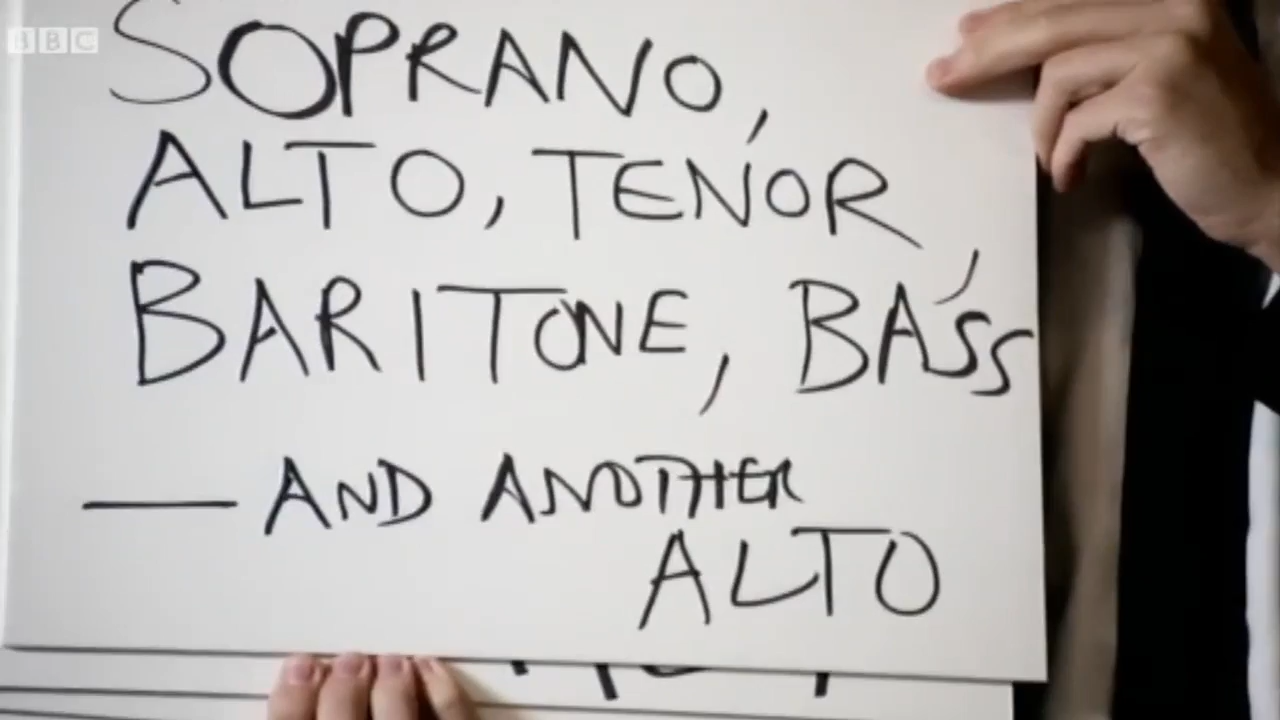 BBC
SOPRANO,
ALTO, TENOR,
BARITONE, BASS
— AND ANOTHER
ALTO